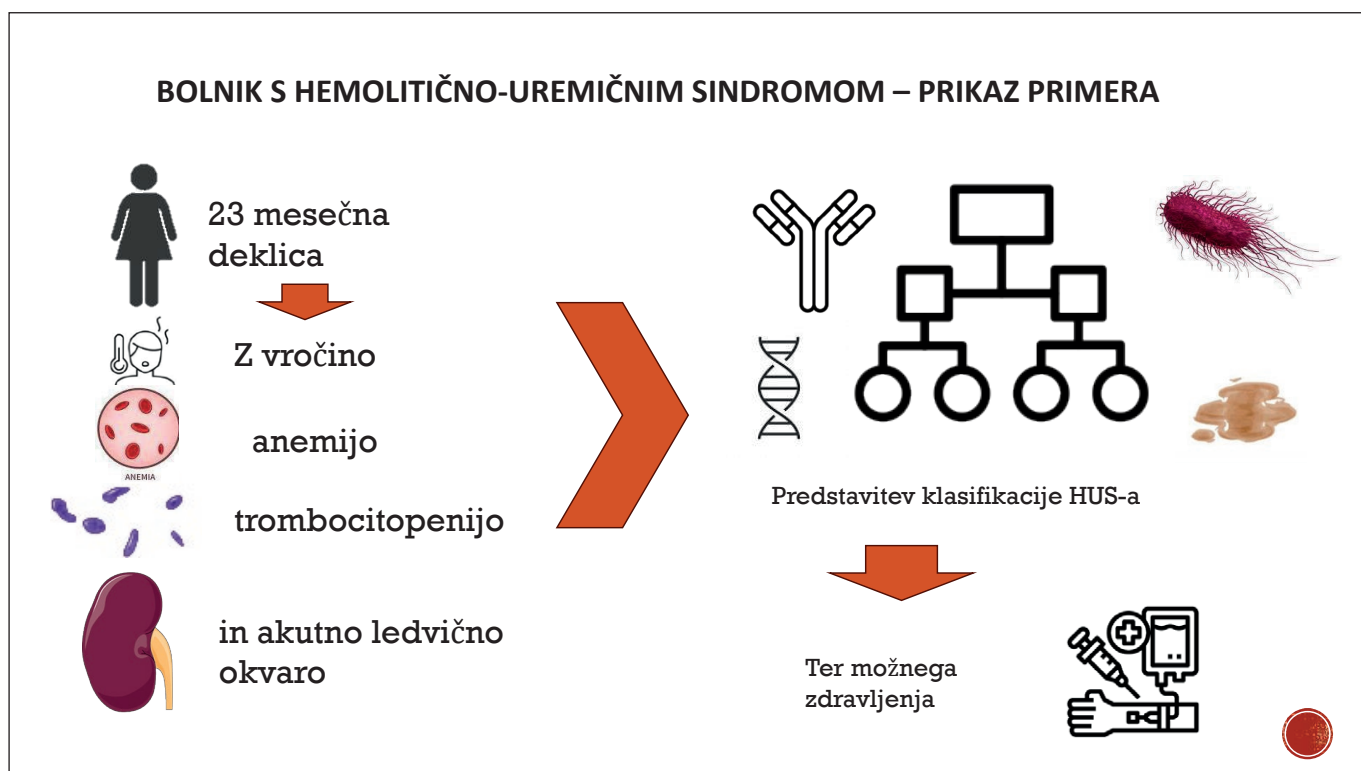 BOLNIK S HEMOLITIČNO-UREMIČNIM SINDROMOM – PRIKAZ PRIMERA
23 mesečna
deklica
Z vročino
anemijo
ANEMIA
trombocitopenijo
in akutno ledvično
okvaro
Predstavitev klasifikacije HUS-a
Ter možnega
zdravljenja